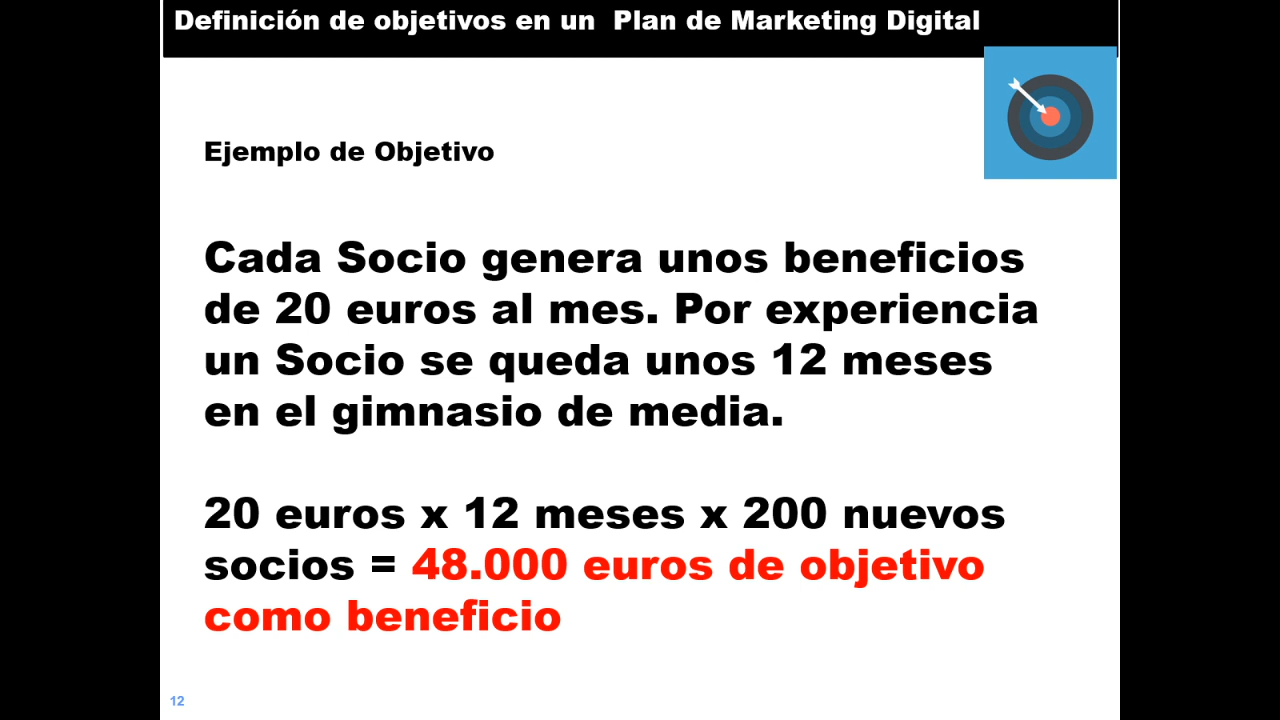 Definición de objetivos en un  Plan de Marketing Digital
Ejemplo de Objetivo
Cada Socio genera unos beneficios
de 20 euros al mes. Por experiencia
un Socio se queda unos 12 meses
en el gimnasio de media.
20 euros x 12 meses x 200 nuevos
socios = 48.000 euros de objetivo
como beneficio
12